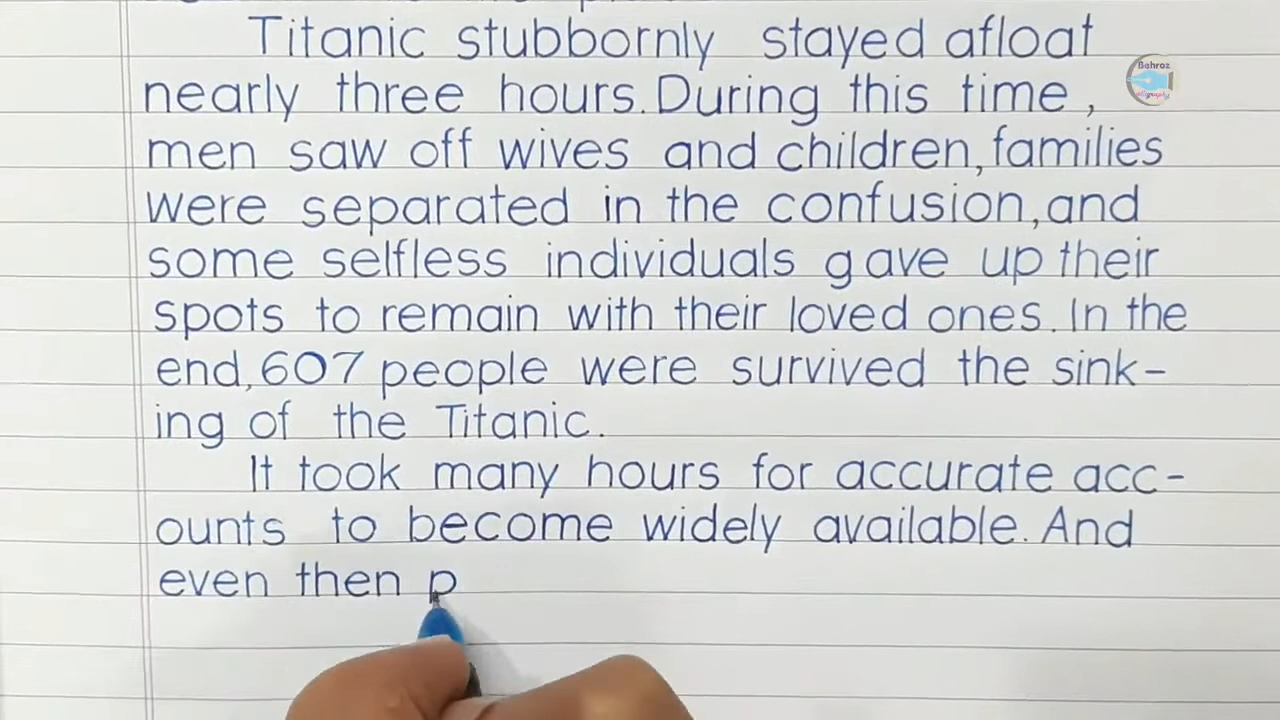 Titanic stubbornly stayed afloat
nearly three hours. During this time,
men saw off wives and children, families
were separated in the confusion, and
some selfless individuals gave up their
spots to remain with their loved ones. In the
end, 607 people were survived the sink-
ing of the Titanic.
It took many hours for accurate acc-
ounts to become widely available. And
even then p
Bahroz